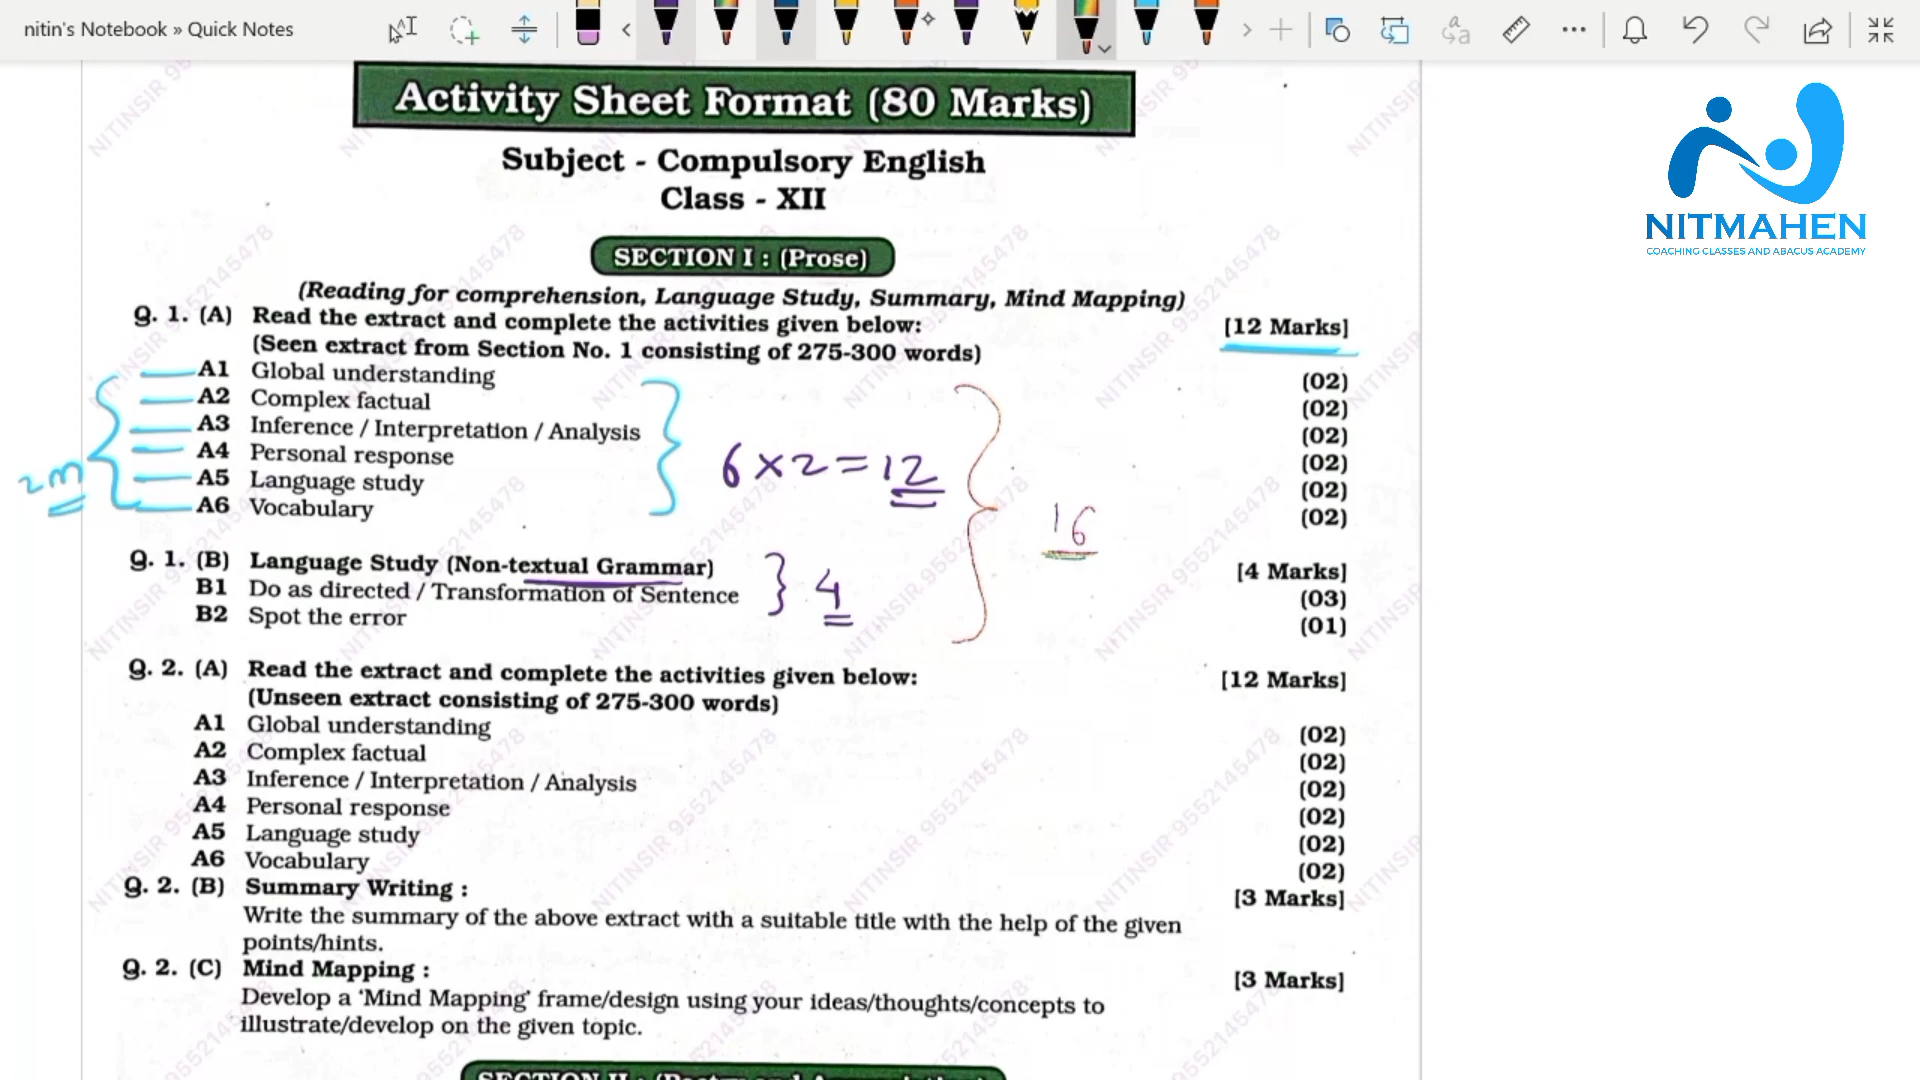 nitin's Notebook » Quick Notes
Activity Sheet Format (80 Marks)
Subject - Compulsory English
Class - XII
NITMAHEN
COACHING CLASSES AND ABACUS ACADEMY
SECTION I : (Prose)
(Reading for comprehension, Language Study, Summary, Mind Mapping)
Q. 1. (A) Read the extract and complete the activities given below: [12 Marks]
(Seen extract from Section No. 1 consisting of 275-300 words)
A1 Global understanding (02)
A2 Complex factual (02)
A3 Inference / Interpretation / Analysis (02)
A4 Personal response (02)
A5 Language study (02)
A6 Vocabulary (02)
2m
6 × 2 = 12
16
Q. 1. (B) Language Study (Non-textual Grammar) [4 Marks]
B1 Do as directed / Transformation of Sentence (03)
B2 Spot the error (01)
4
Q. 2. (A) Read the extract and complete the activities given below: [12 Marks]
(Unseen extract consisting of 275-300 words)
A1 Global understanding (02)
A2 Complex factual (02)
A3 Inference / Interpretation / Analysis (02)
A4 Personal response (02)
A5 Language study (02)
A6 Vocabulary (02)
Q. 2. (B) Summary Writing : [3 Marks]
Write the summary of the above extract with a suitable title with the help of the given
points/hints.
Q. 2. (C) Mind Mapping : [3 Marks]
Develop a 'Mind Mapping' frame/design using your ideas/thoughts/concepts to
illustrate/develop on the given topic.
NITINSIR 9552145478